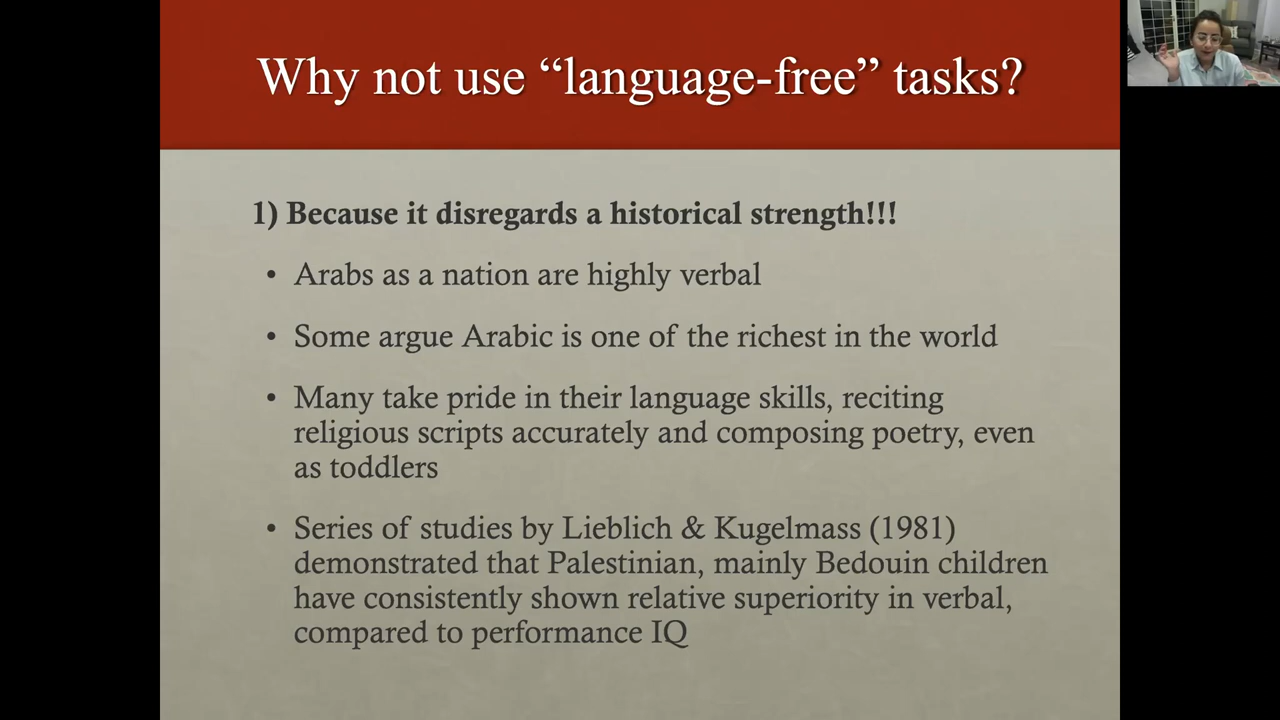 Why not use “language-free” tasks?
1) Because it disregards a historical strength!!!
• Arabs as a nation are highly verbal
• Some argue Arabic is one of the richest in the world
• Many take pride in their language skills, reciting
religious scripts accurately and composing poetry, even
as toddlers
• Series of studies by Lieblich & Kugelmass (1981)
demonstrated that Palestinian, mainly Bedouin children
have consistently shown relative superiority in verbal,
compared to performance IQ